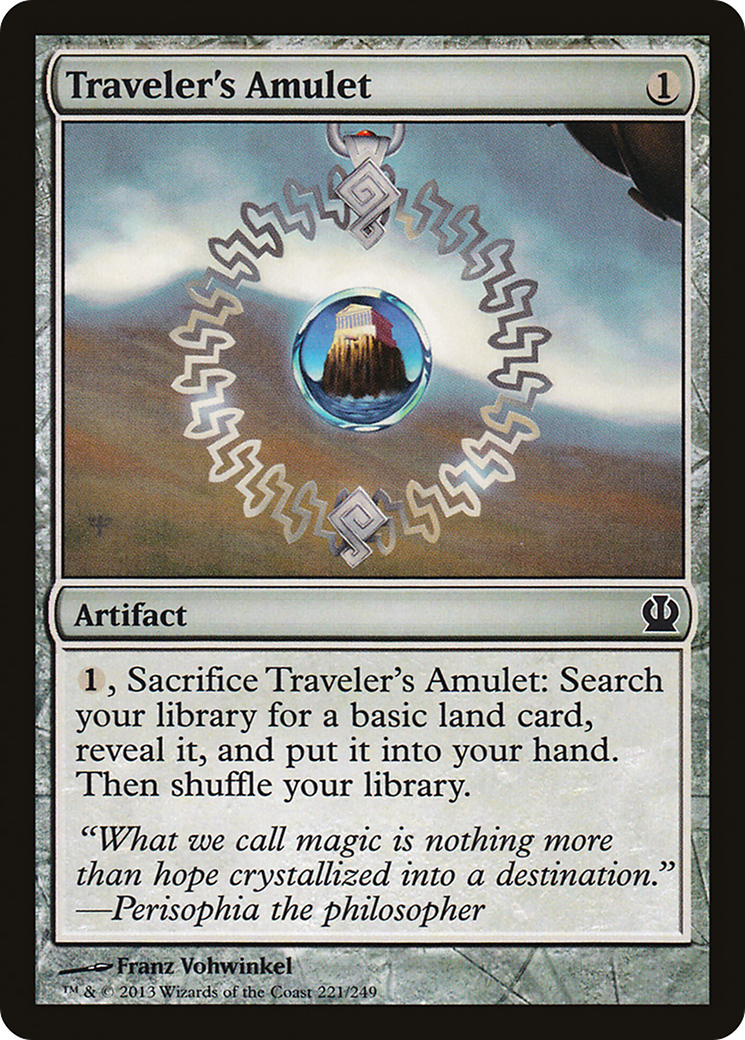 Traveler's Amulet 1
Artifact
1, Sacrifice Traveler's Amulet: Search
your library for a basic land card,
reveal it, and put it into your hand.
Then shuffle your library.
“What we call magic is nothing more
than hope crystallized into a destination.”
—Perisophia the philosopher
Franz Vohwinkel
™ & © 2013 Wizards of the Coast 221/249